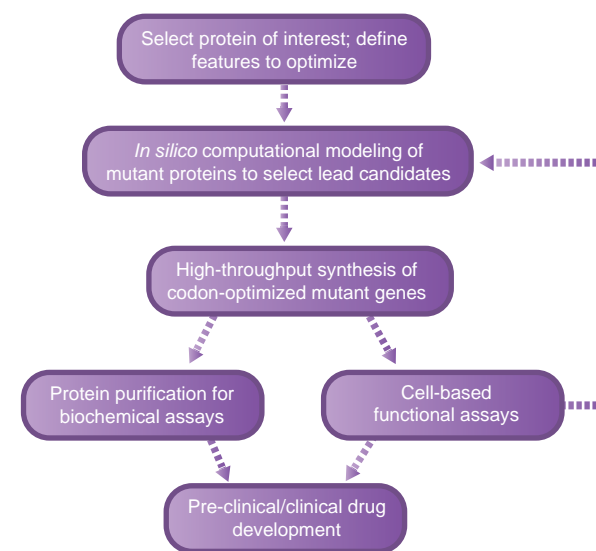 Select protein of interest; define
features to optimize
In silico computational modeling of
mutant proteins to select lead candidates
High-throughput synthesis of
codon-optimized mutant genes
Protein purification for
biochemical assays
Cell-based
functional assays
Pre-clinical/clinical drug
development